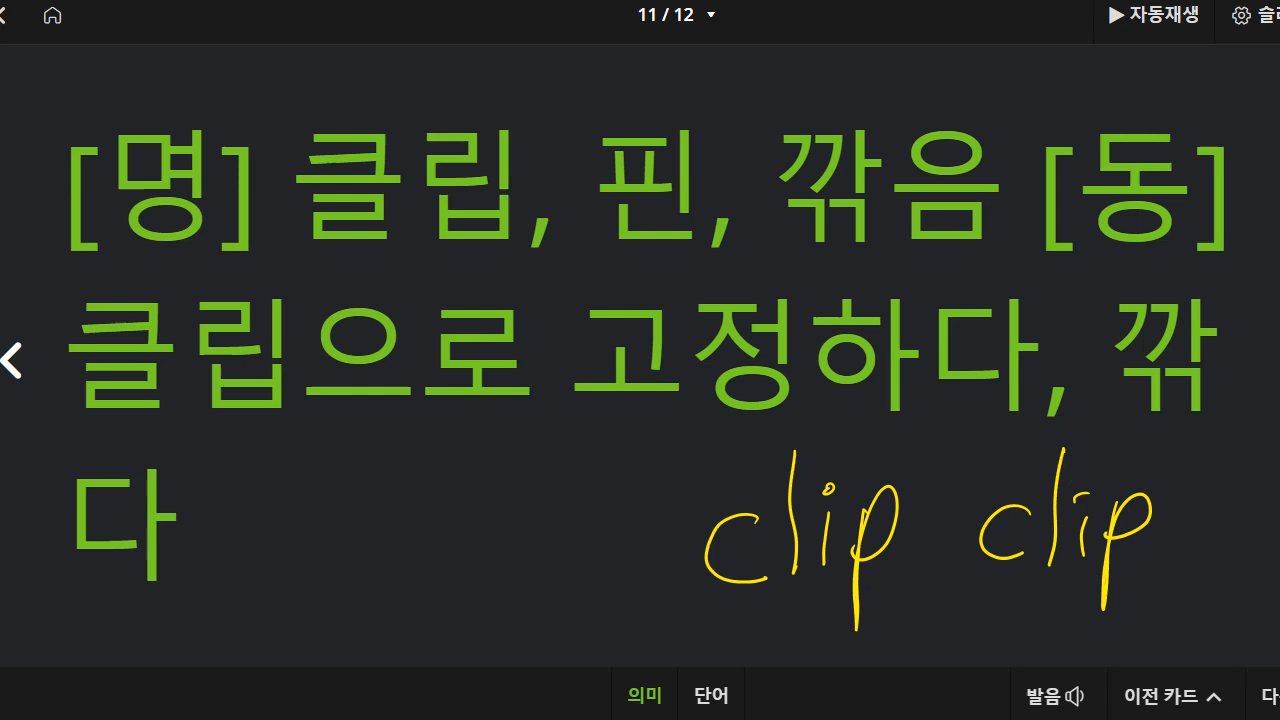 11 / 12
자동재생
[명] 클립, 핀, 깎음 [동]
클립으로 고정하다, 깎
다
clip clip
의미 단어 발음 이전 카드